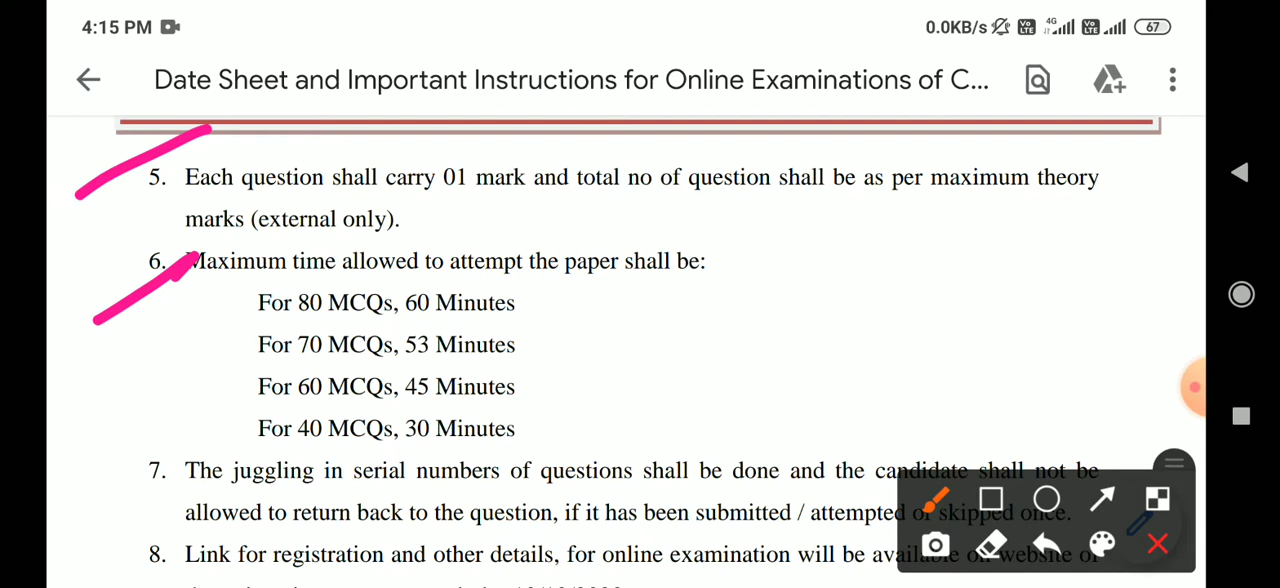 4:15 PM
0.0KB/s Vo LTE 4G Vo LTE 67
Date Sheet and Important Instructions for Online Examinations of C...
5. Each question shall carry 01 mark and total no of question shall be as per maximum theory
marks (external only).
6. Maximum time allowed to attempt the paper shall be:
For 80 MCQs, 60 Minutes
For 70 MCQs, 53 Minutes
For 60 MCQs, 45 Minutes
For 40 MCQs, 30 Minutes
7. The juggling in serial numbers of questions shall be done and the candidate shall not be
allowed to return back to the question, if it has been submitted / attempted or skipped once.
8. Link for registration and other details, for online examination will be available on website of